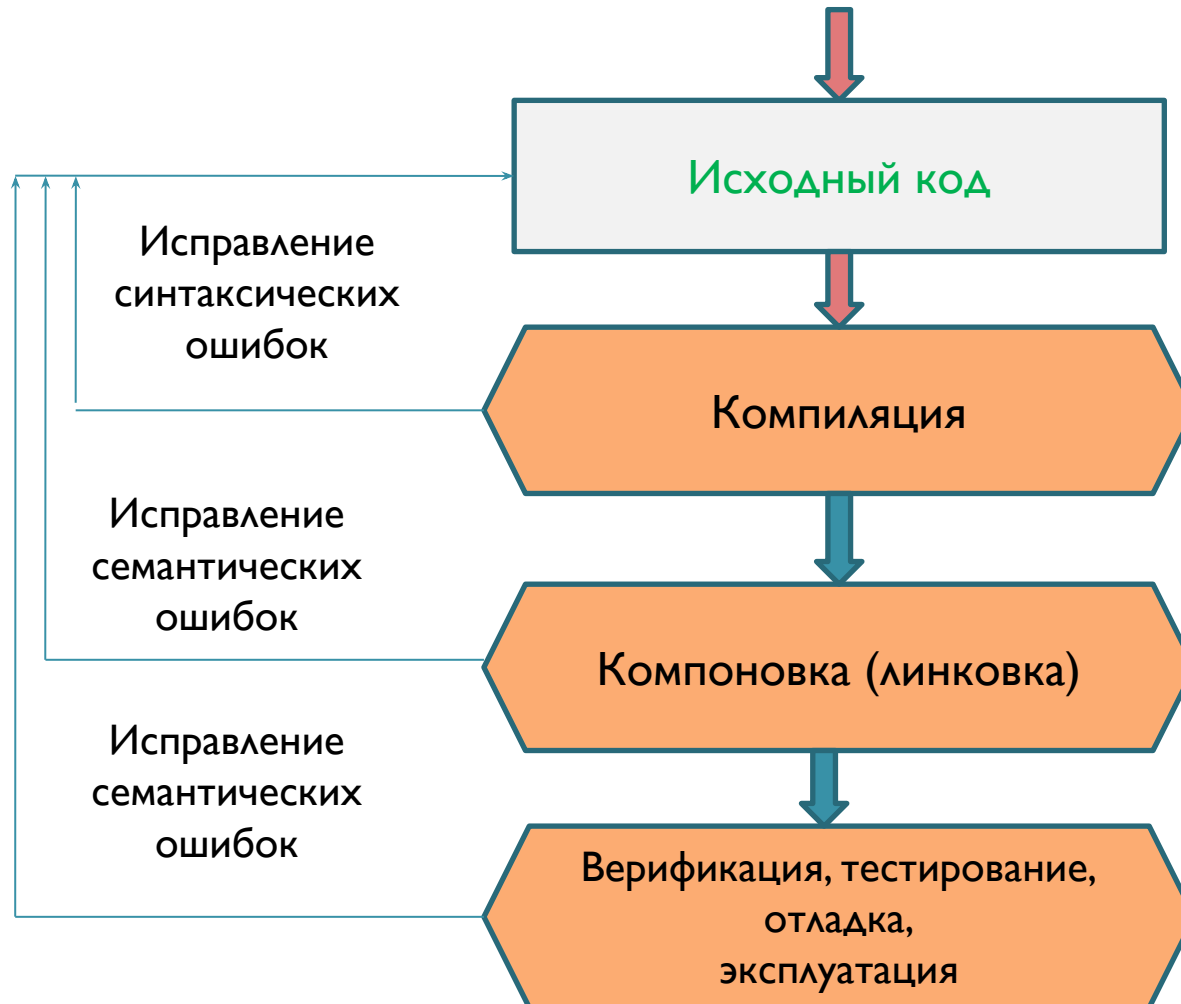 Исходный код
Исправление
синтаксических
ошибок
Компиляция
Исправление
семантических
ошибок
Компоновка (линковка)
Исправление
семантических
ошибок
Верификация, тестирование,
отладка,
эксплуатация